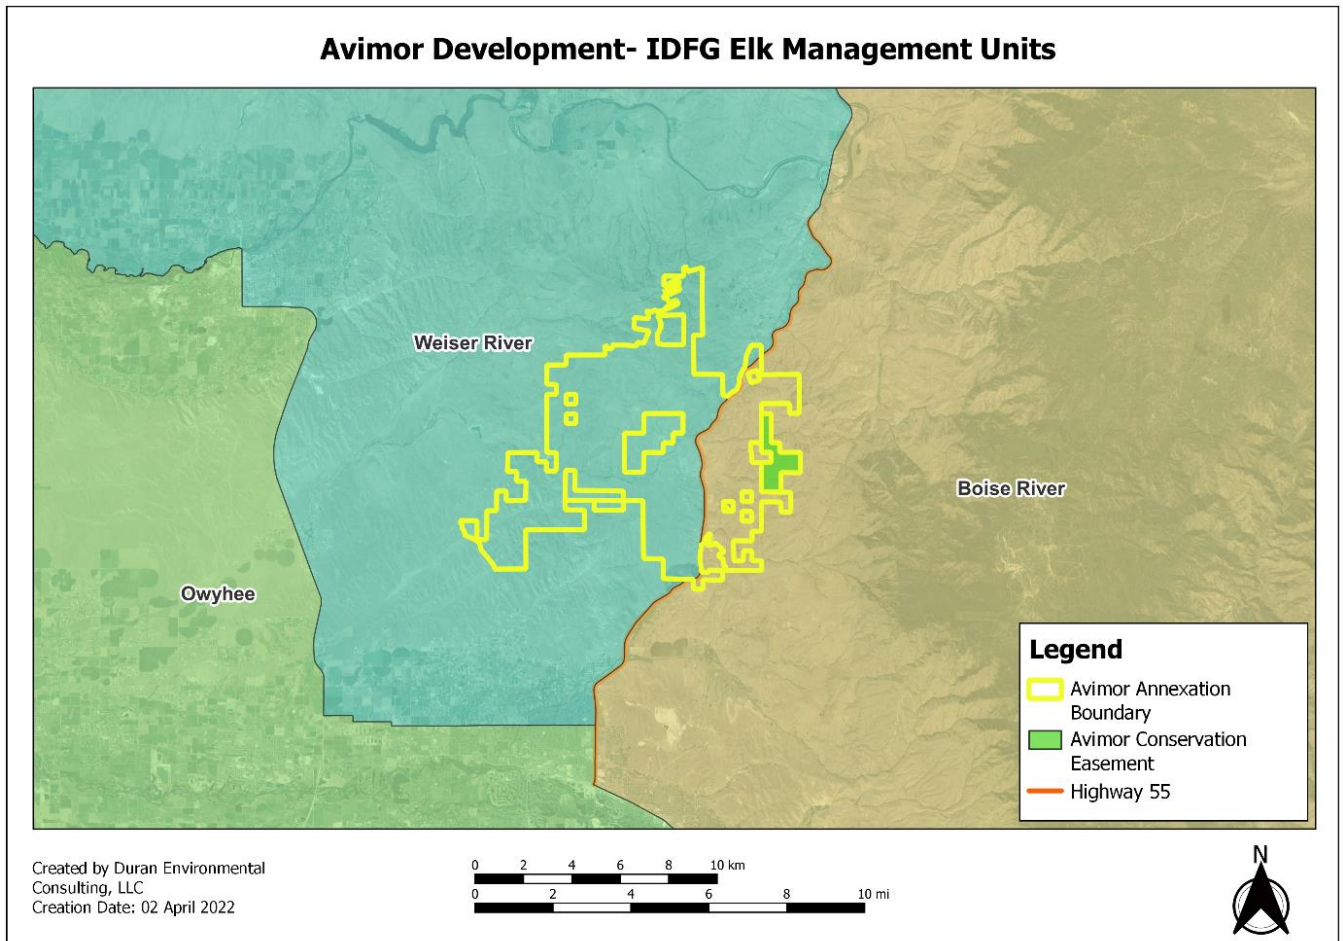 Avimor Development- IDFG Elk Management Units
Weiser River
Boise River
Owyhee
Legend
Avimor Annexation
Boundary
Avimor Conservation
Easement
Highway 55
Created by Duran Environmental
Consulting, LLC
Creation Date: 02 April 2022
0 2 4 6 8 10 km
0 2 4 6 8 10 mi
N